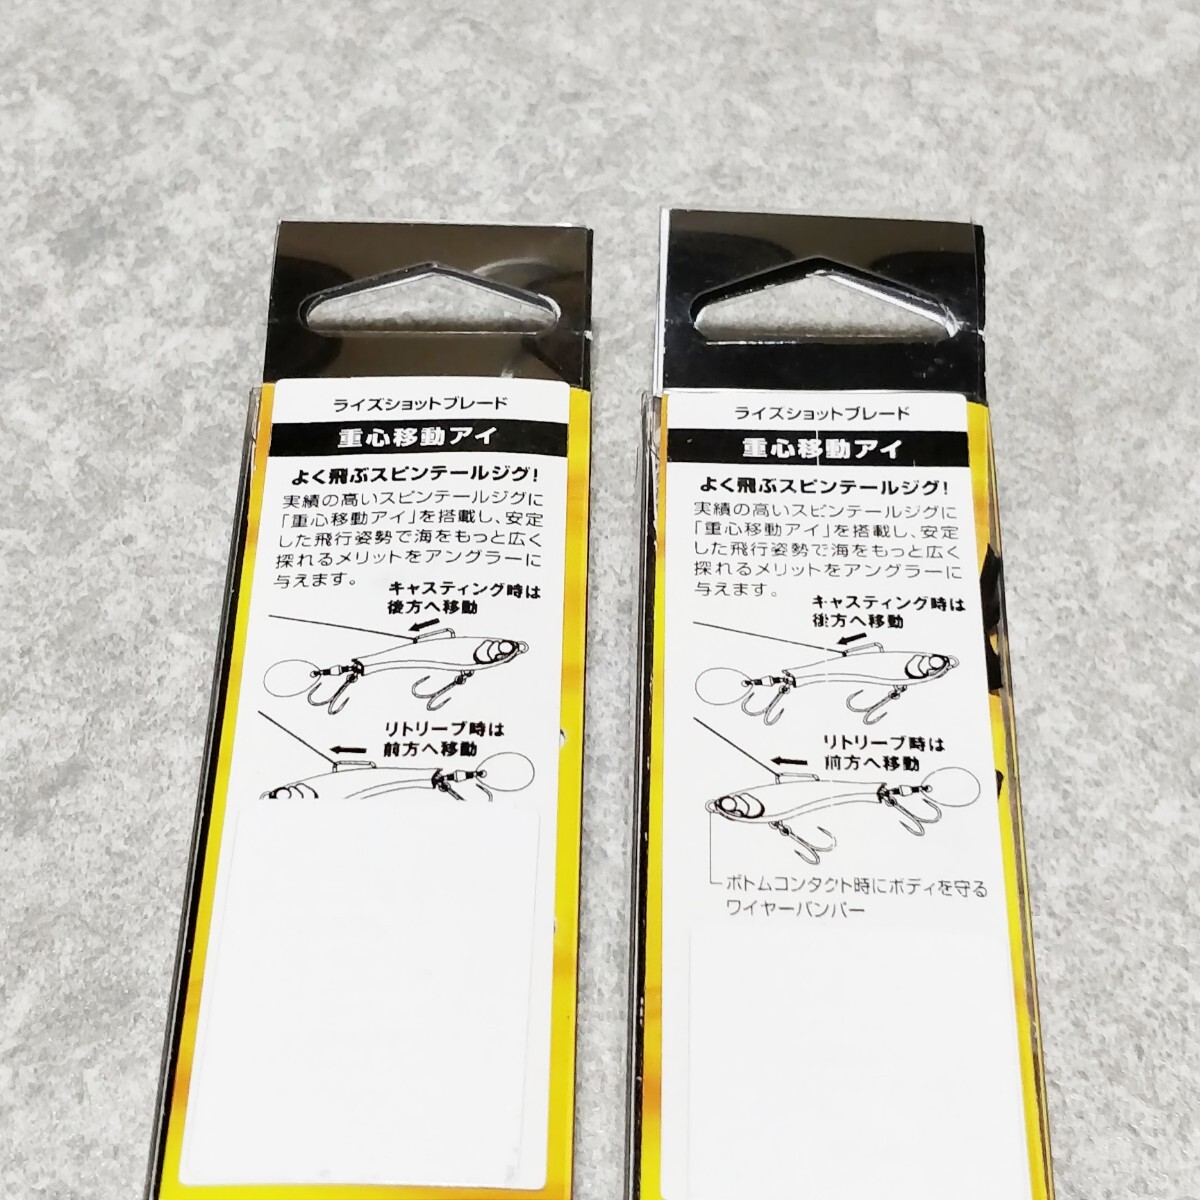 ライズショットブレード
重心移動アイ
よく飛ぶスピンテールジグ!
実績の高いスピンテールジグに
「重心移動アイ」を搭載し、安定
した飛行姿勢で海をもっと広く
探れるメリットをアングラーに
与えます。
キャスティング時は
後方へ移動
リトリーブ時は
前方へ移動
ライズショットブレード
重心移動アイ
よく飛ぶスピンテールジグ!
実績の高いスピンテールジグに
「重心移動アイ」を搭載し、安定
した飛行姿勢で海をもっと広く
探れるメリットをアングラーに
与えます。
キャスティング時は
後方へ移動
リトリーブ時は
前方へ移動
ボトムコンタクト時にボディを守る
ワイヤーバンパー